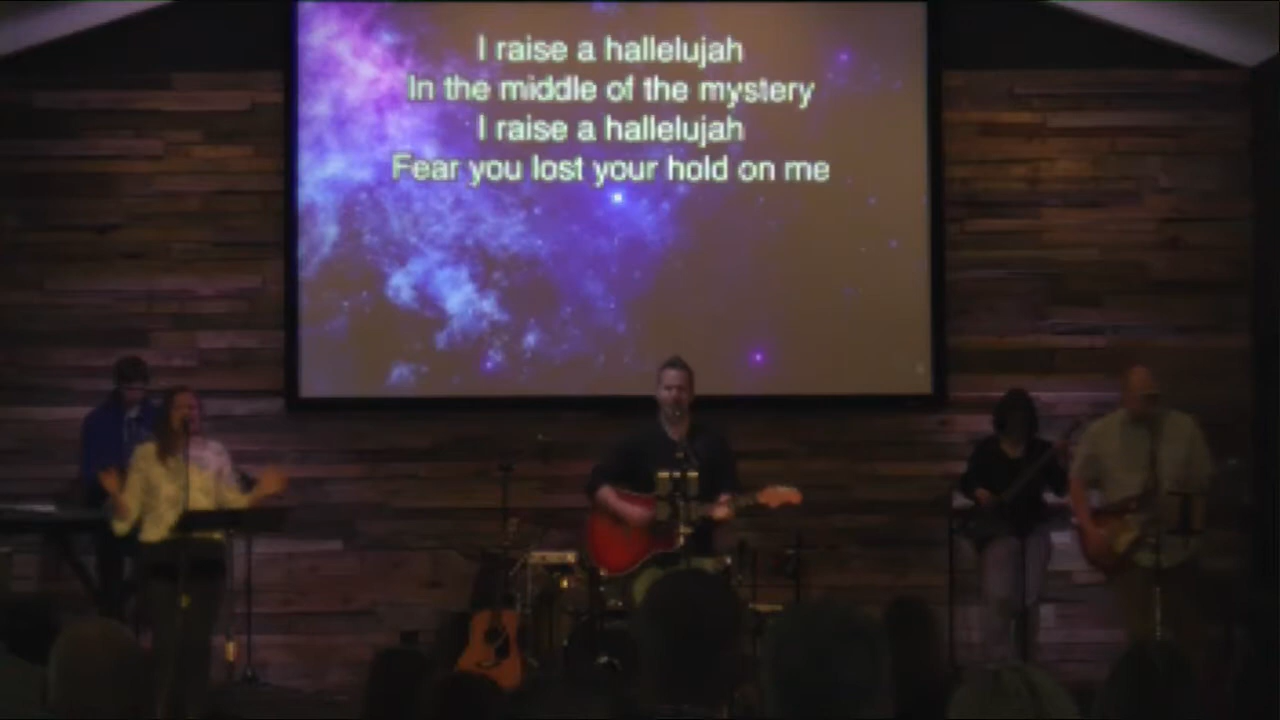 I raise a hallelujah
In the middle of the mystery
I raise a hallelujah
Fear you lost your hold on me